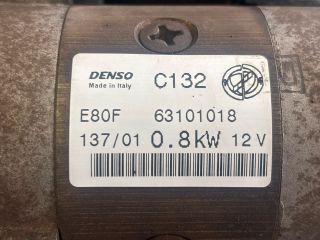 DENSO C132
Made in Italy
E80F 63101018
137/01 0.8kW 12V